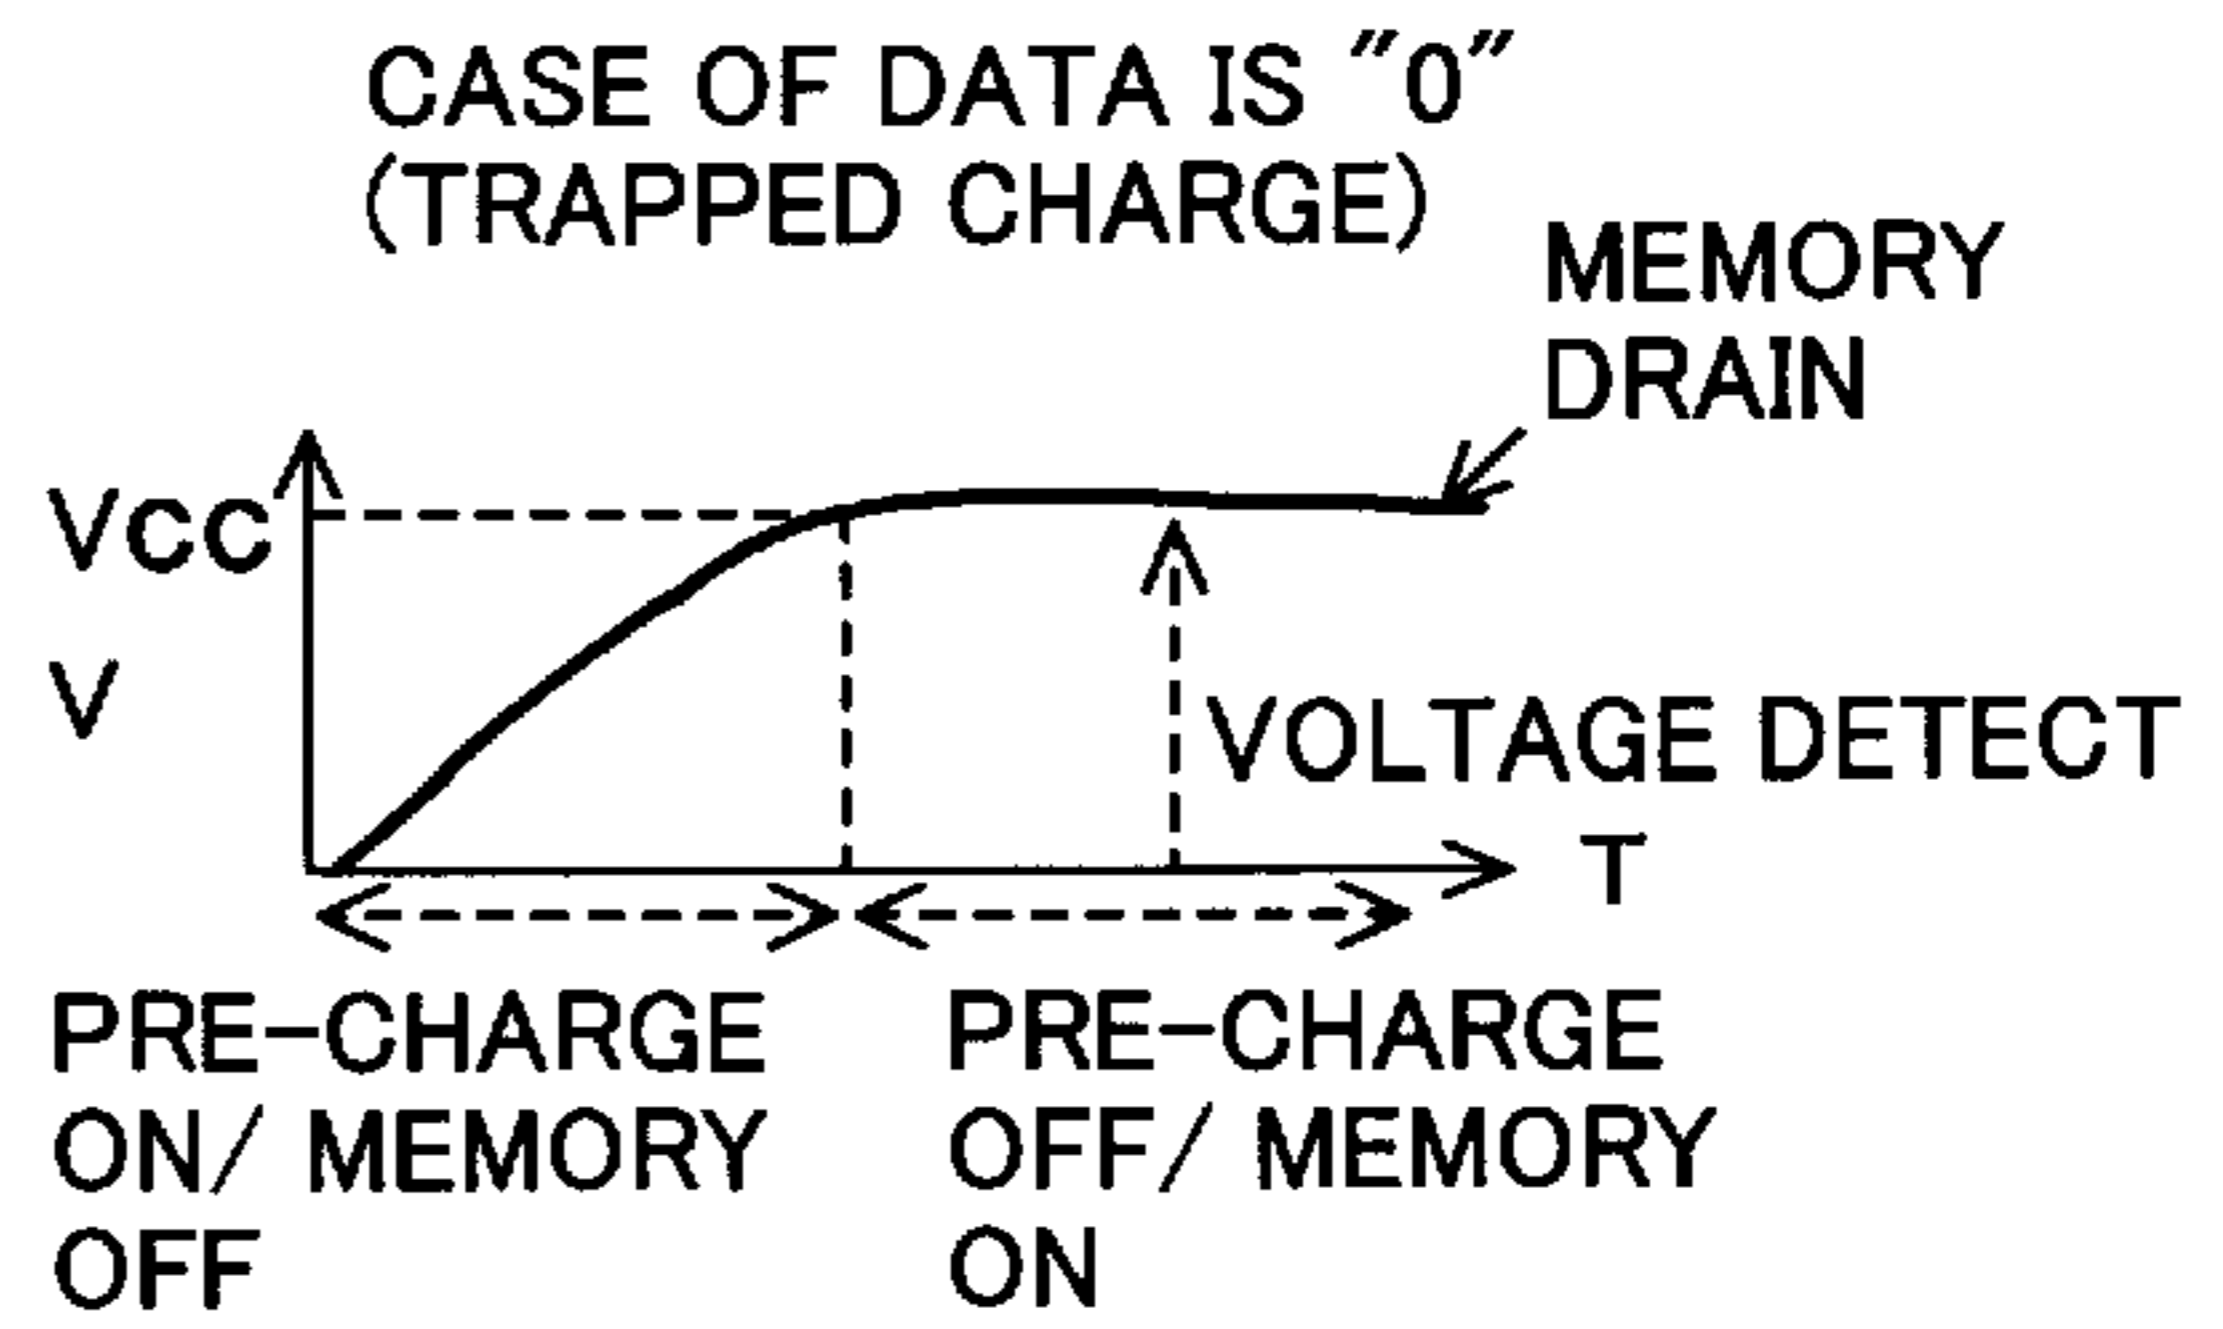 CASE OF DATA IS "0"
(TRAPPED CHARGE)
MEMORY
DRAIN
VCC
V
VOLTAGE DETECT
T
PRE-CHARGE
ON/ MEMORY
OFF
PRE-CHARGE
OFF/ MEMORY
ON